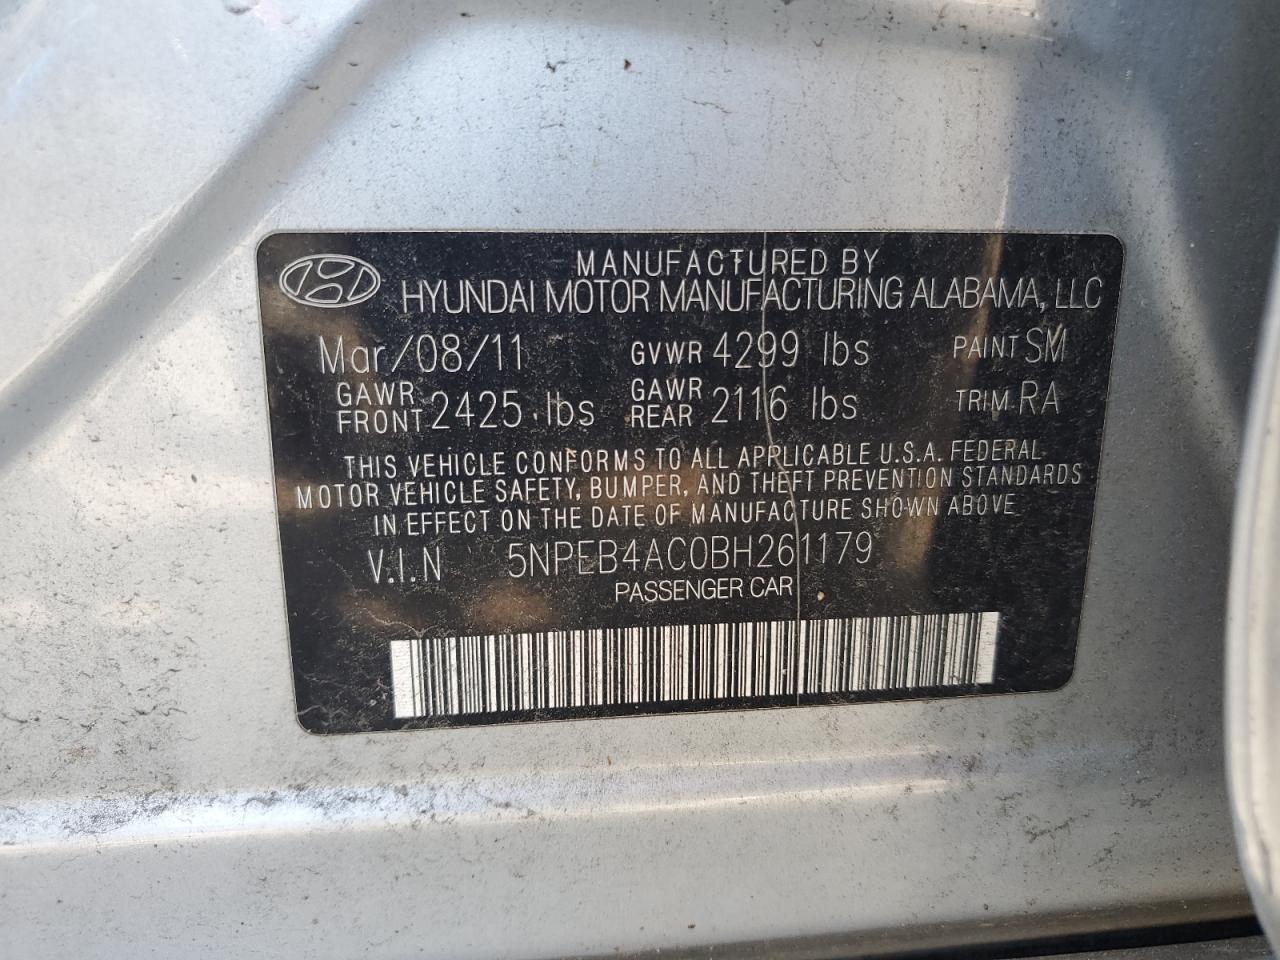 MANUFACTURED BY
HYUNDAI MOTOR MANUFACTURING ALABAMA, LLC
Mar/08/11 GVWR 4299 lbs PAINT SM
GAWR FRONT 2425 lbs GAWR REAR 2116 lbs TRIM RA
THIS VEHICLE CONFORMS TO ALL APPLICABLE U.S.A. FEDERAL
MOTOR VEHICLE SAFETY, BUMPER, AND THEFT PREVENTION STANDARDS
IN EFFECT ON THE DATE OF MANUFACTURE SHOWN ABOVE
V.I.N 5NPEB4AC0BH261179
PASSENGER CAR